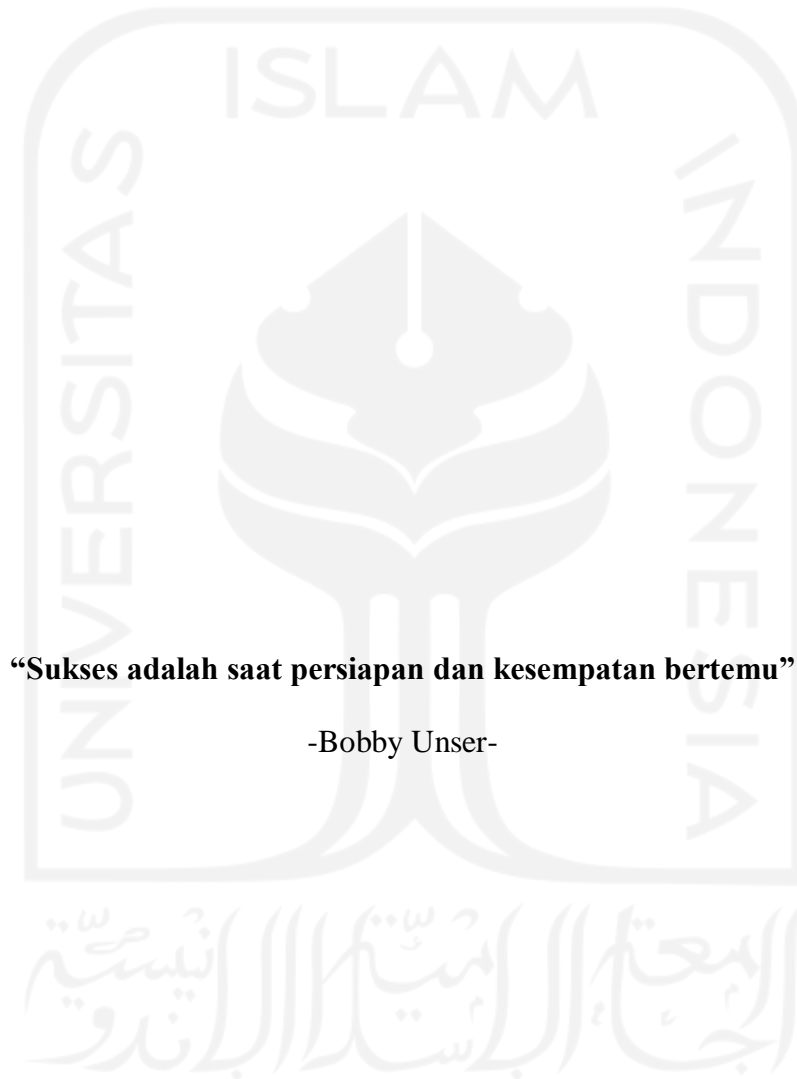 ISLAM
UNIVERSITAS
INDONESIA
“Sukses adalah saat persiapan dan kesempatan bertemu”
-Bobby Unser-